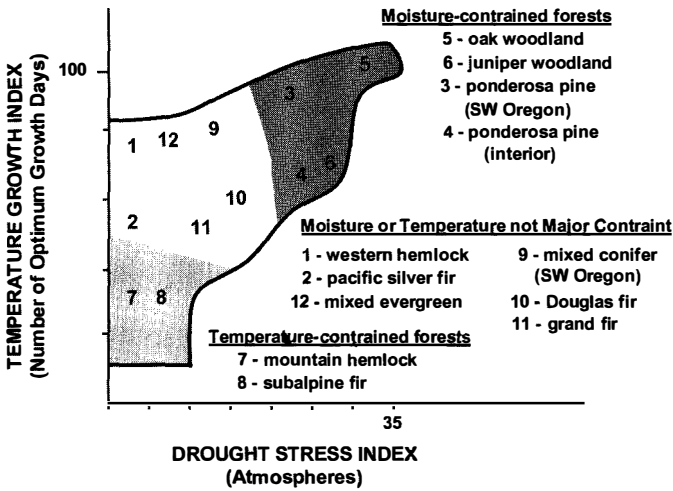 Moisture-contrained forests
5 - oak woodland
6 - juniper woodland
3 - ponderosa pine
(SW Oregon)
4 - ponderosa pine
(interior)
TEMPERATURE GROWTH INDEX
(Number of Optimum Growth Days)
100
5
3
9
1
12
4
6
10
2
11
7
8
Moisture or Temperature not Major Contraint
1 - western hemlock
2 - pacific silver fir
12 - mixed evergreen
9 - mixed conifer
(SW Oregon)
10 - Douglas fir
11 - grand fir
Temperature-contrained forests
7 - mountain hemlock
8 - subalpine fir
35
DROUGHT STRESS INDEX
(Atmospheres)